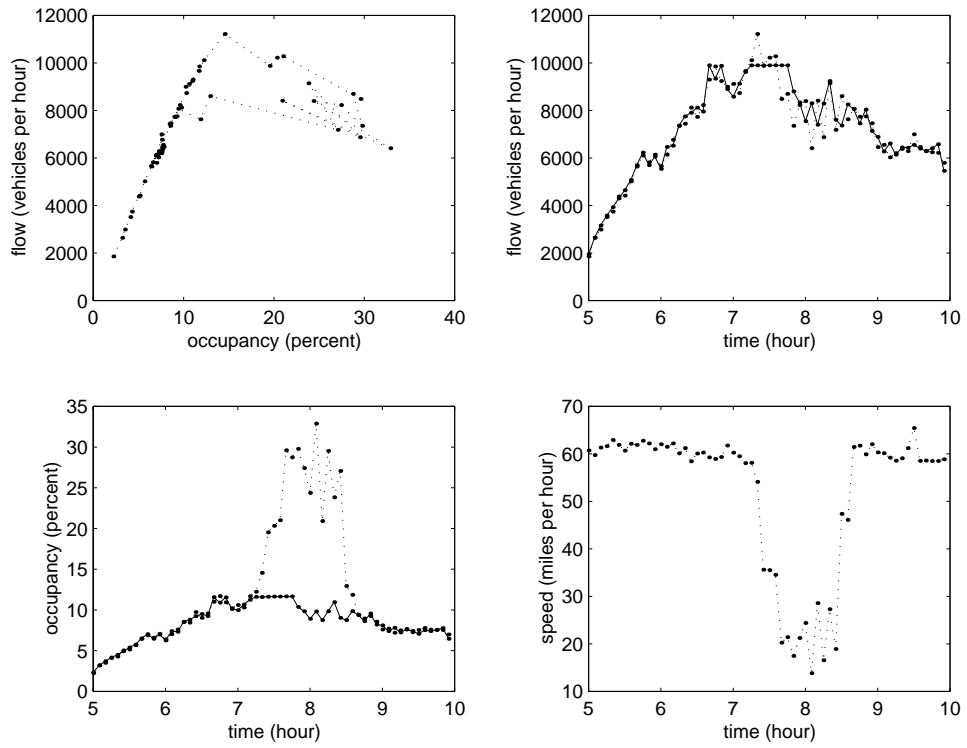 12000
10000
8000
6000
4000
2000
0
flow (vehicles per hour)
0 10 20 30 40
occupancy (percent)
12000
10000
8000
6000
4000
2000
0
flow (vehicles per hour)
5 6 7 8 9 10
time (hour)
35
30
25
20
15
10
5
0
occupancy (percent)
5 6 7 8 9 10
time (hour)
70
60
50
40
30
20
10
speed (miles per hour)
5 6 7 8 9 10
time (hour)